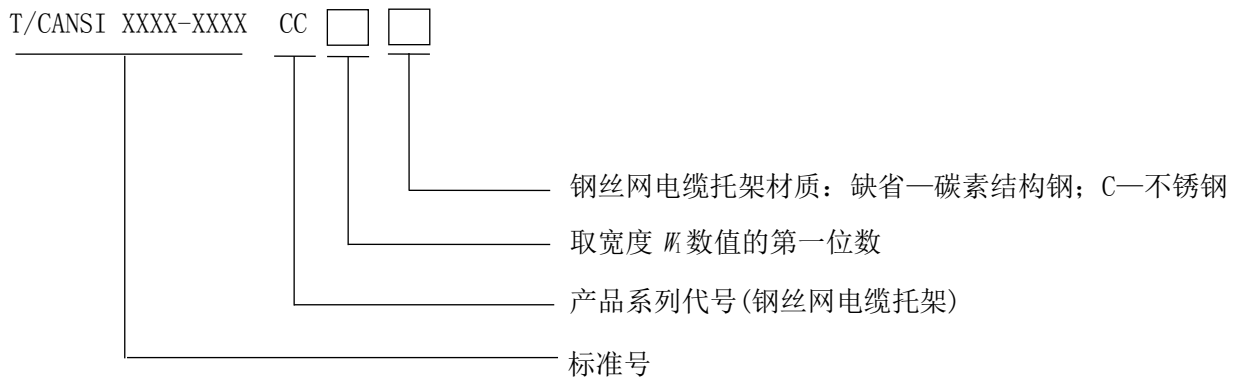 T/CANSI XXXX-XXXX CC
钢丝网电缆托架材质：缺省—碳素结构钢；C—不锈钢
取宽度 W₁数值的第一位数
产品系列代号(钢丝网电缆托架)
标准号